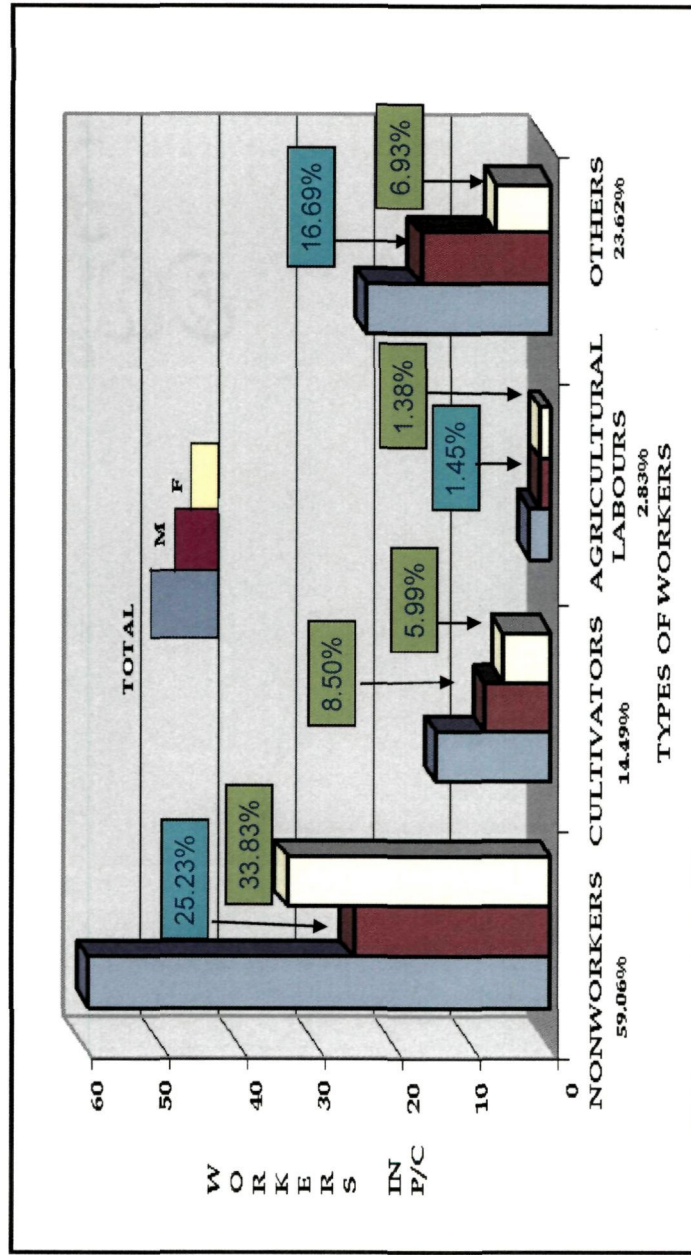 TOTAL
M
F
25.23%
33.83%
8.50%
5.99%
1.45%
1.38%
16.69%
6.93%
60
50
40
30
20
10
0
WORKERS IN P/C
NONWORKERS
59.06%
CULTIVATORS
14.49%
AGRICULTURAL
LABOURS
2.83%
OTHERS
23.62%
TYPES OF WORKERS